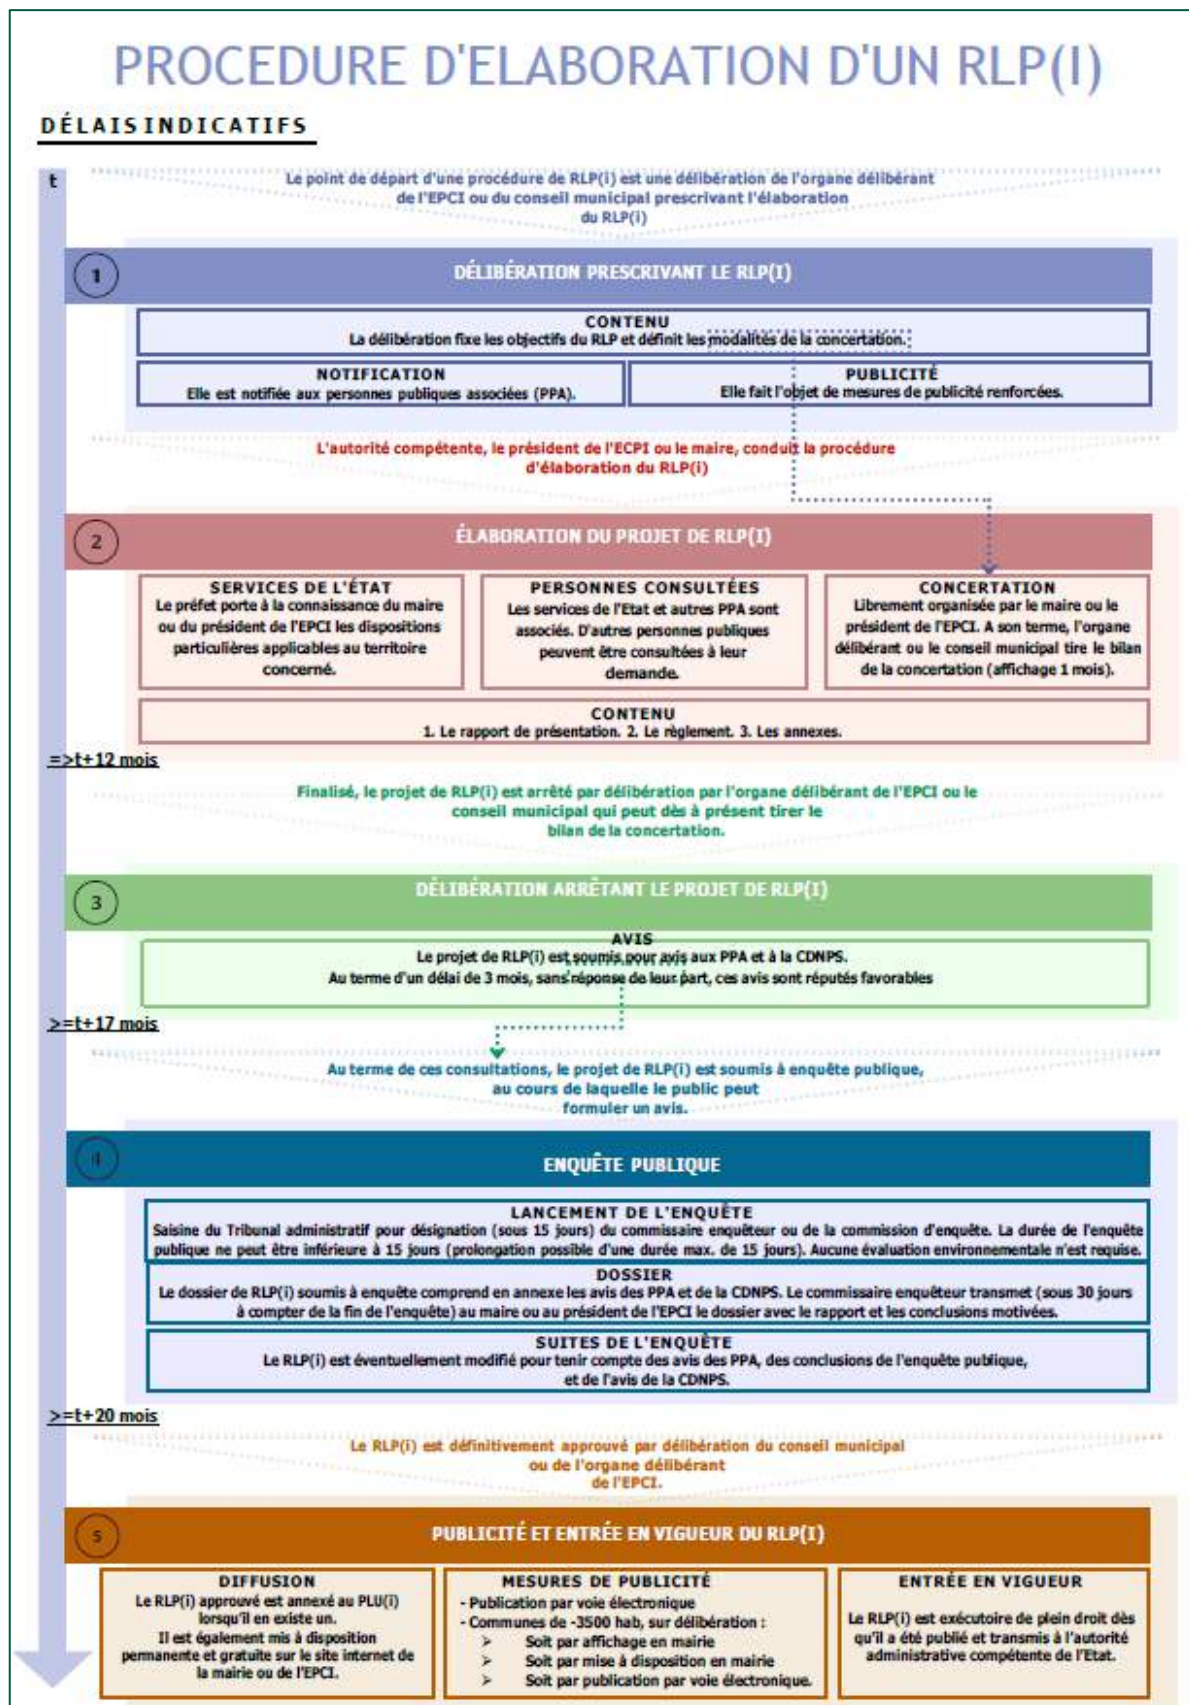 PROCEDURE D'ELABORATION D'UN RLP(I)
DÉLAIS INDICATIFS
t
Le point de départ d'une procédure de RLP(i) est une délibération de l'organe délibérant
de l'EPCI ou du conseil municipal prescrivant l'élaboration
du RLP(i)
1
DÉLIBÉRATION PRESCRIVANT LE RLP(I)
CONTENU
La délibération fixe les objectifs du RLP et définit les modalités de la concertation.
NOTIFICATION
Elle est notifiée aux personnes publiques associées (PPA).
PUBLICITÉ
Elle fait l'objet de mesures de publicité renforcées.
L'autorité compétente, le président de l'ECPI ou le maire, conduit la procédure
d'élaboration du RLP(i)
2
ÉLABORATION DU PROJET DE RLP(I)
SERVICES DE L'ÉTAT
Le préfet porte à la connaissance du maire
ou du président de l'EPCI les dispositions
particulières applicables au territoire
concerné.
PERSONNES CONSULTÉES
Les services de l'Etat et autres PPA sont
associés. D'autres personnes publiques
peuvent être consultées à leur
demande.
CONCERTATION
Librement organisée par le maire ou le
président de l'EPCI. A son terme, l'organe
délibérant ou le conseil municipal tire le bilan
de la concertation (affichage 1 mois).
CONTENU
1. Le rapport de présentation. 2. Le règlement. 3. Les annexes.
=>t+12 mois
Finalisé, le projet de RLP(i) est arrêté par délibération par l'organe délibérant de l'EPCI ou le
conseil municipal qui peut dès à présent tirer le
bilan de la concertation.
3
DÉLIBÉRATION ARRÊTANT LE PROJET DE RLP(I)
AVIS
Le projet de RLP(i) est soumis pour avis aux PPA et à la CDNPS.
Au terme d'un délai de 3 mois, sans réponse de leur part, ces avis sont réputés favorables
>=t+17 mois
Au terme de ces consultations, le projet de RLP(i) est soumis à enquête publique,
au cours de laquelle le public peut
formuler un avis.
4
ENQUÊTE PUBLIQUE
LANCEMENT DE L'ENQUÊTE
Saisine du Tribunal administratif pour désignation (sous 15 jours) du commissaire enquêteur ou de la commission d'enquête. La durée de l'enquête
publique ne peut être inférieure à 15 jours (prolongation possible d'une durée max. de 15 jours). Aucune évaluation environnementale n'est requise.
DOSSIER
Le dossier de RLP(i) soumis à enquête comprend en annexe les avis des PPA et de la CDNPS. Le commissaire enquêteur transmet (sous 30 jours
à compter de la fin de l'enquête) au maire ou au président de l'EPCI le dossier avec le rapport et les conclusions motivées.
SUITES DE L'ENQUÊTE
Le RLP(i) est éventuellement modifié pour tenir compte des avis des PPA, des conclusions de l'enquête publique,
et de l'avis de la CDNPS.
>=t+20 mois
Le RLP(i) est définitivement approuvé par délibération du conseil municipal
ou de l'organe délibérant
de l'EPCI.
5
PUBLICITÉ ET ENTRÉE EN VIGUEUR DU RLP(I)
DIFFUSION
Le RLP(i) approuvé est annexé au PLU(i)
lorsqu'il en existe un.
Il est également mis à disposition
permanente et gratuite sur le site internet de
la mairie ou de l'EPCI.
MESURES DE PUBLICITÉ
- Publication par voie électronique
- Communes de -3500 hab, sur délibération :
➢ Soit par affichage en mairie
➢ Soit par mise à disposition en mairie
➢ Soit par publication par voie électronique.
ENTRÉE EN VIGUEUR
Le RLP(i) est exécutoire de plein droit dès
qu'il a été publié et transmis à l'autorité
administrative compétente de l'Etat.